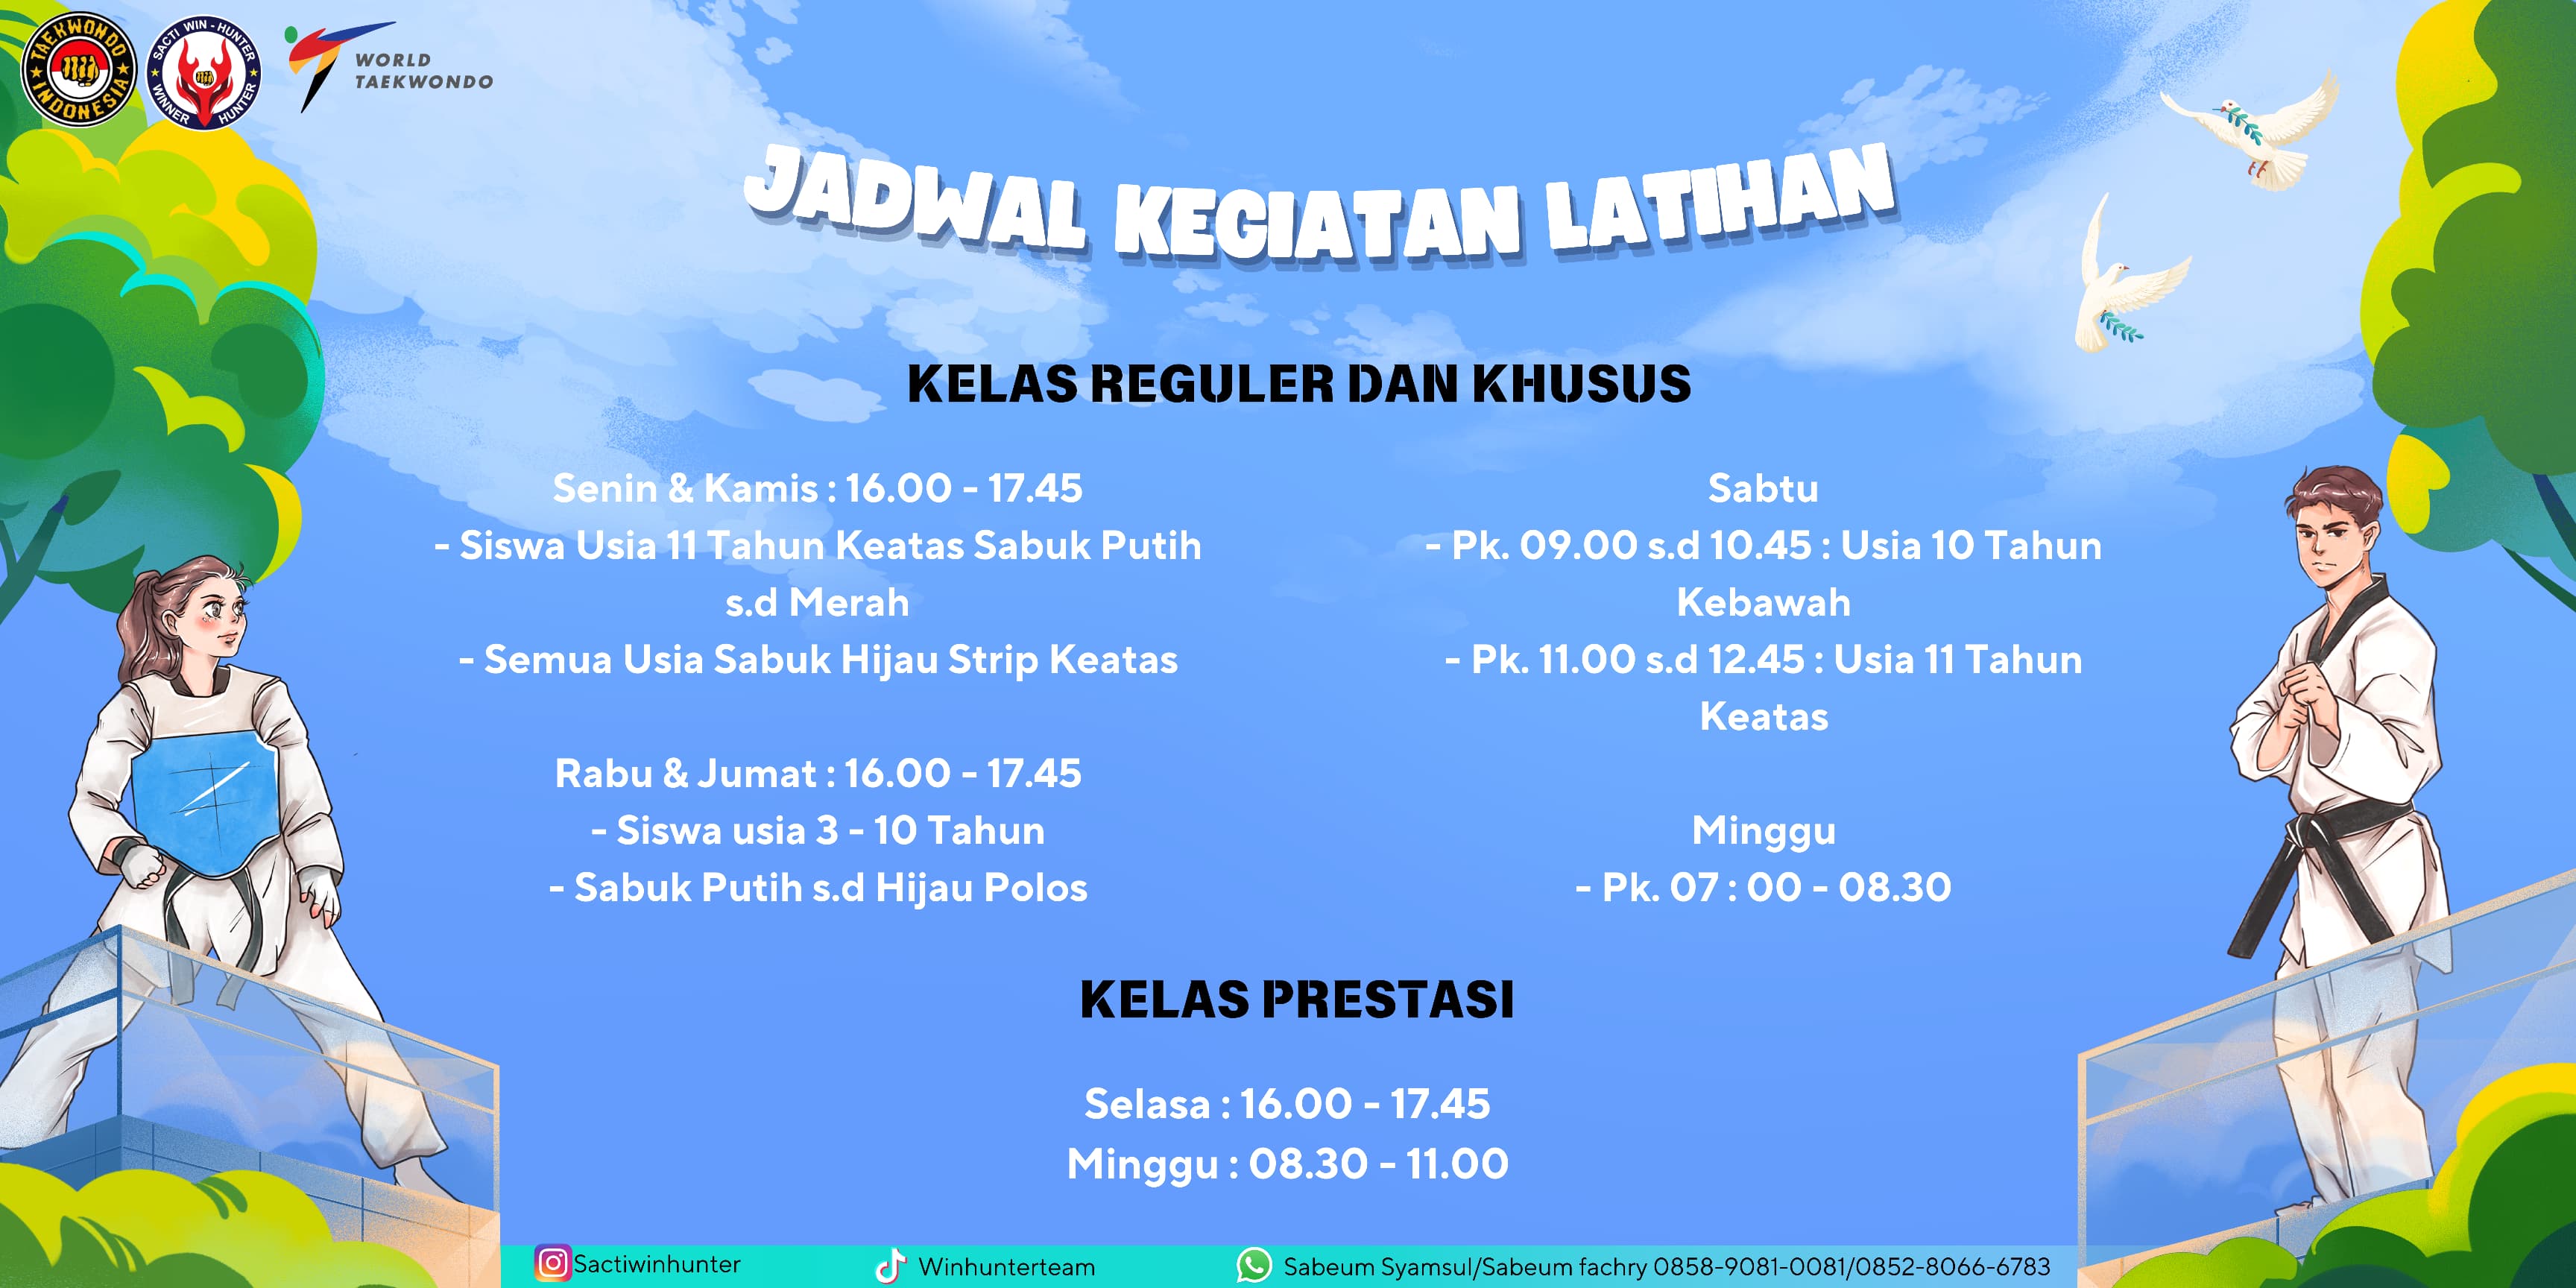 TAEKWONDO INDONESIA
SACTI WIN - HUNTER
WINNER HUNTER
WORLD
TAEKWONDO
JADWAL KEGIATAN LATIHAN
KELAS REGULER DAN KHUSUS
Senin & Kamis : 16.00 - 17.45
- Siswa Usia 11 Tahun Keatas Sabuk Putih
s.d Merah
- Semua Usia Sabuk Hijau Strip Keatas
Rabu & Jumat : 16.00 - 17.45
- Siswa usia 3 - 10 Tahun
- Sabuk Putih s.d Hijau Polos
Sabtu
- Pk. 09.00 s.d 10.45 : Usia 10 Tahun
Kebawah
- Pk. 11.00 s.d 12.45 : Usia 11 Tahun
Keatas
Minggu
- Pk. 07 : 00 - 08.30
KELAS PRESTASI
Selasa : 16.00 - 17.45
Minggu : 08.30 - 11.00
Sactiwinhunter
Winhunterteam
Sabeum Syamsul/Sabeum fachry 0858-9081-0081/0852-8066-6783